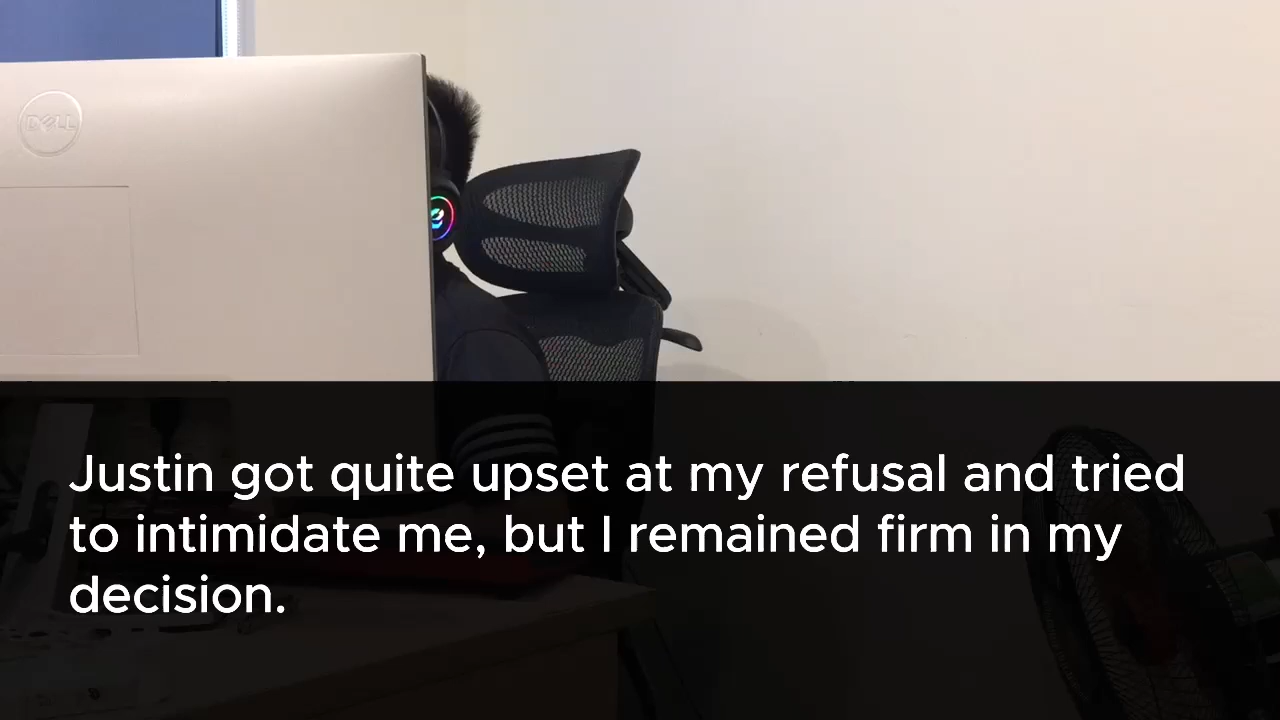 DELL
Justin got quite upset at my refusal and tried
to intimidate me, but I remained firm in my
decision.